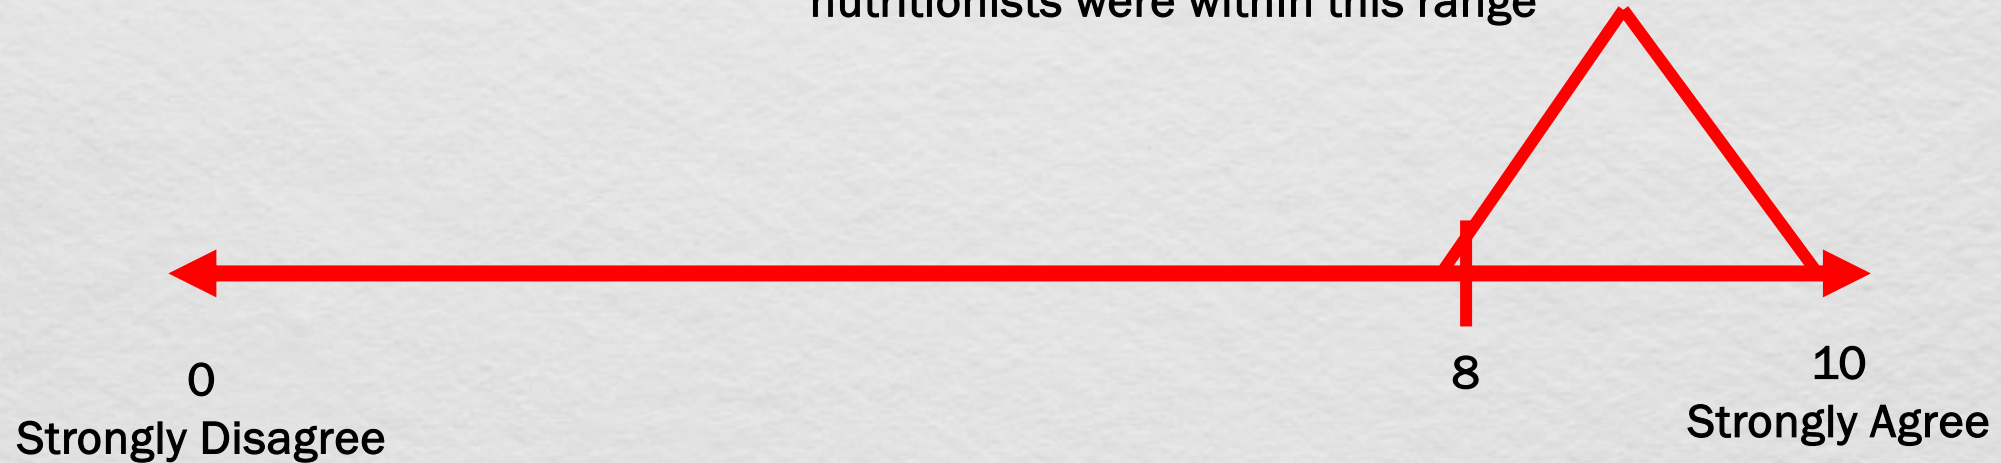 nutritionists were within this range
0
8
10
Strongly Disagree
Strongly Agree